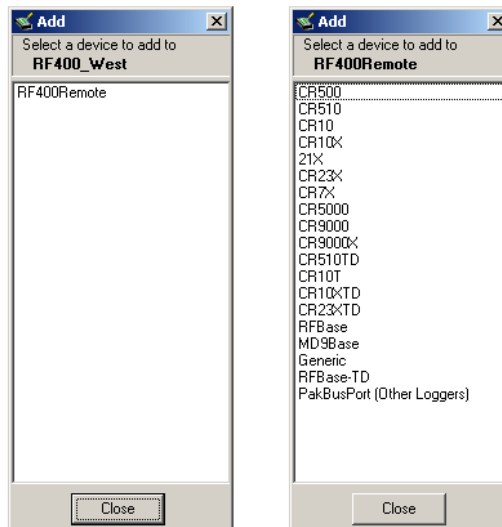 Add
Select a device to add to
RF400_West
RF400Remote
Close
Add
Select a device to add to
RF400Remote
CR500
CR510
CR10
CR10X
21X
CR23X
CR7X
CR5000
CR9000
CR9000X
CR510TD
CR10T
CR10XTD
CR23XTD
RFBase
MD9Base
Generic
RFBase-TD
PakBusPort (Other Loggers)
Close